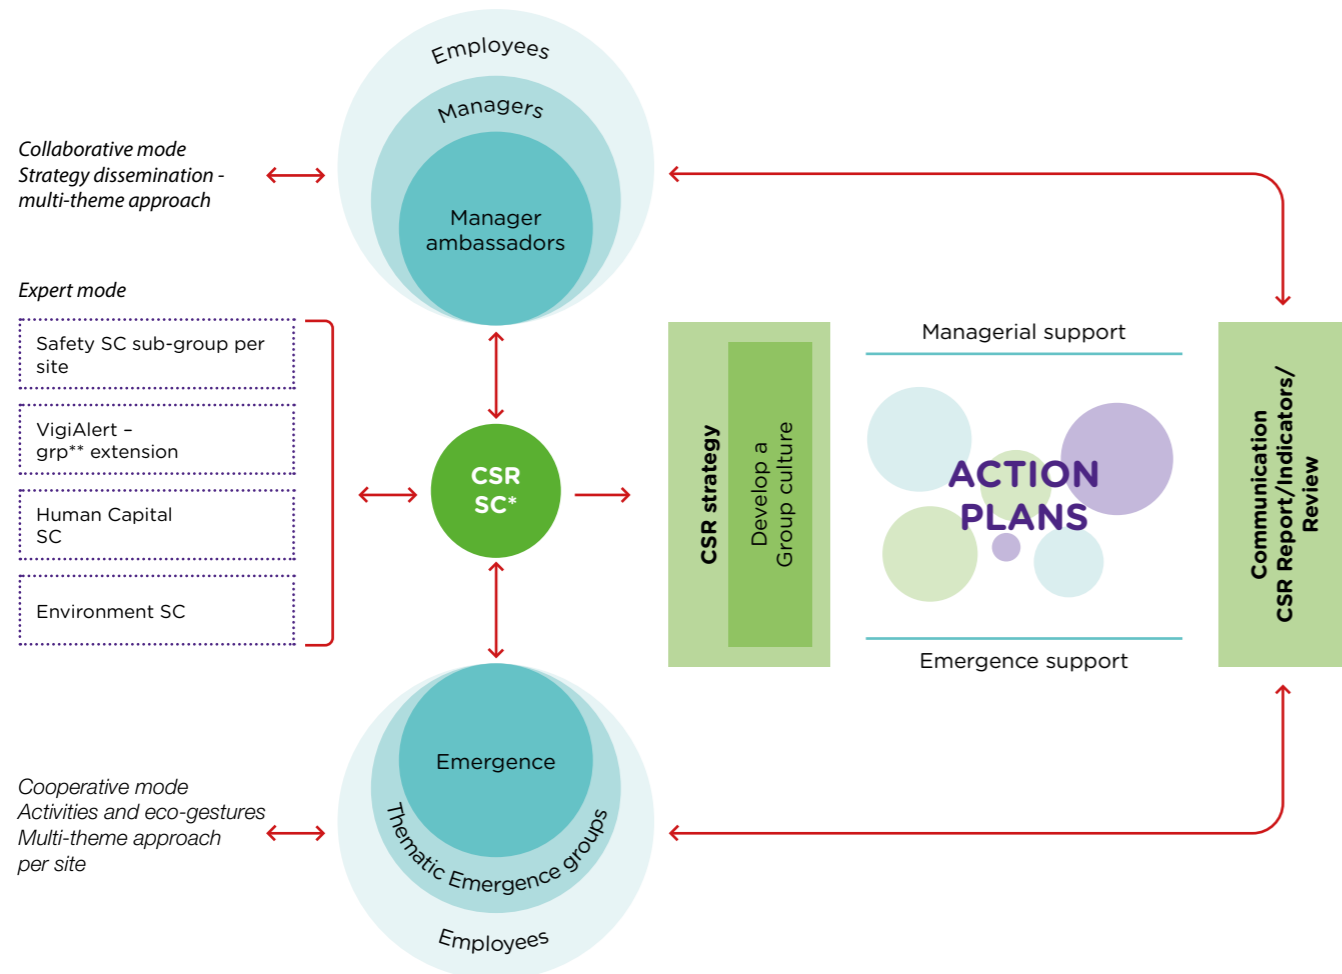 Employees
Managers
Manager
ambassadors
Collaborative mode
Strategy dissemination -
multi-theme approach
Expert mode
Safety SC sub-group per
site
VigiAlert –
grp** extension
Human Capital
SC
Environment SC
CSR
SC*
CSR strategy
Develop a
Group culture
Managerial support
ACTION
PLANS
Emergence support
Communication
CSR Report/Indicators/
Review
Cooperative mode
Activities and eco-gestures
Multi-theme approach
per site
Emergence
Thematic Emergence groups
Employees